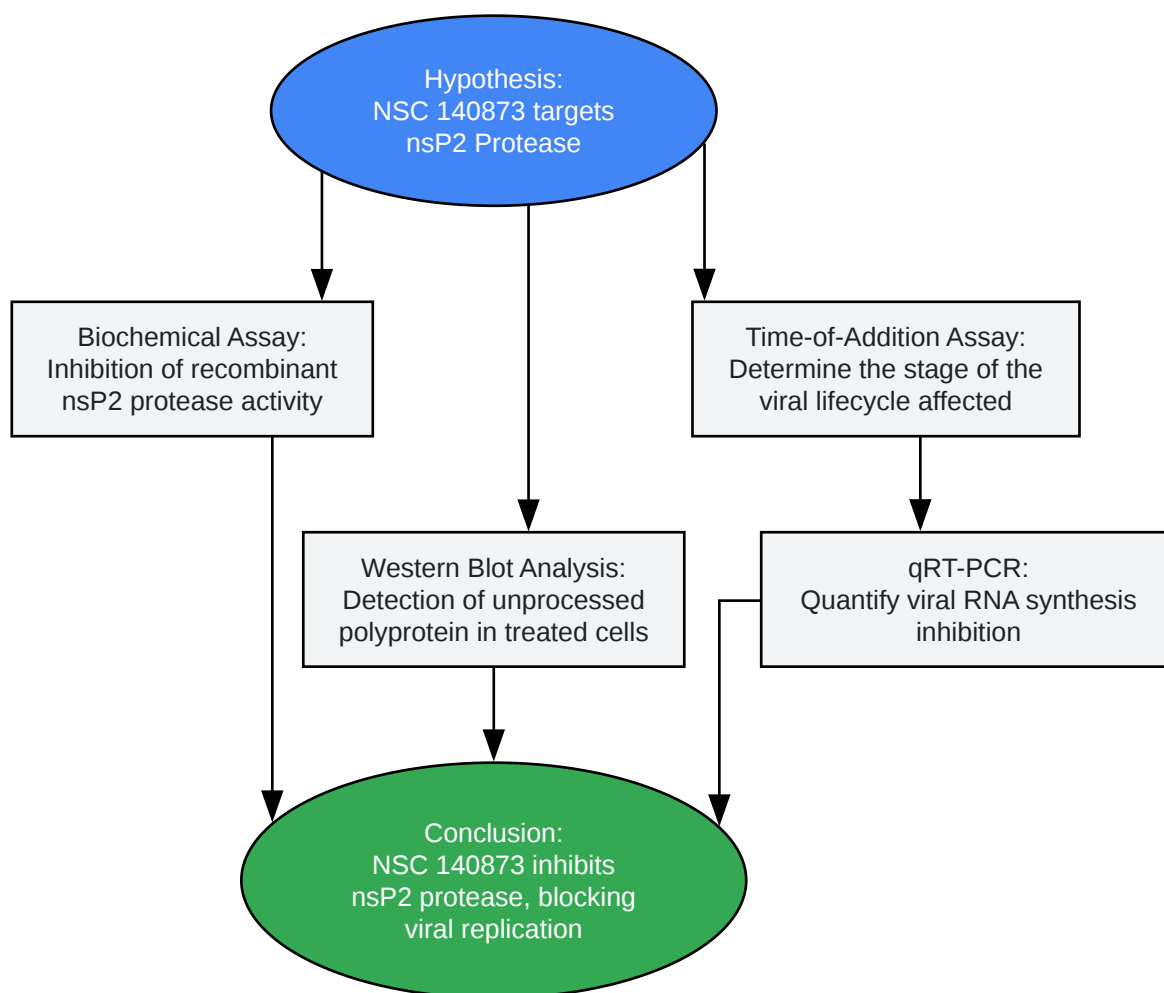 Hypothesis:
NSC 140873 targets
nsP2 Protease
Biochemical Assay:
Inhibition of recombinant
nsP2 protease activity
Time-of-Addition Assay:
Determine the stage of the
viral lifecycle affected
Western Blot Analysis:
Detection of unprocessed
polyprotein in treated cells
qRT-PCR:
Quantify viral RNA synthesis
inhibition
Conclusion:
NSC 140873 inhibits
nsP2 protease, blocking
viral replication